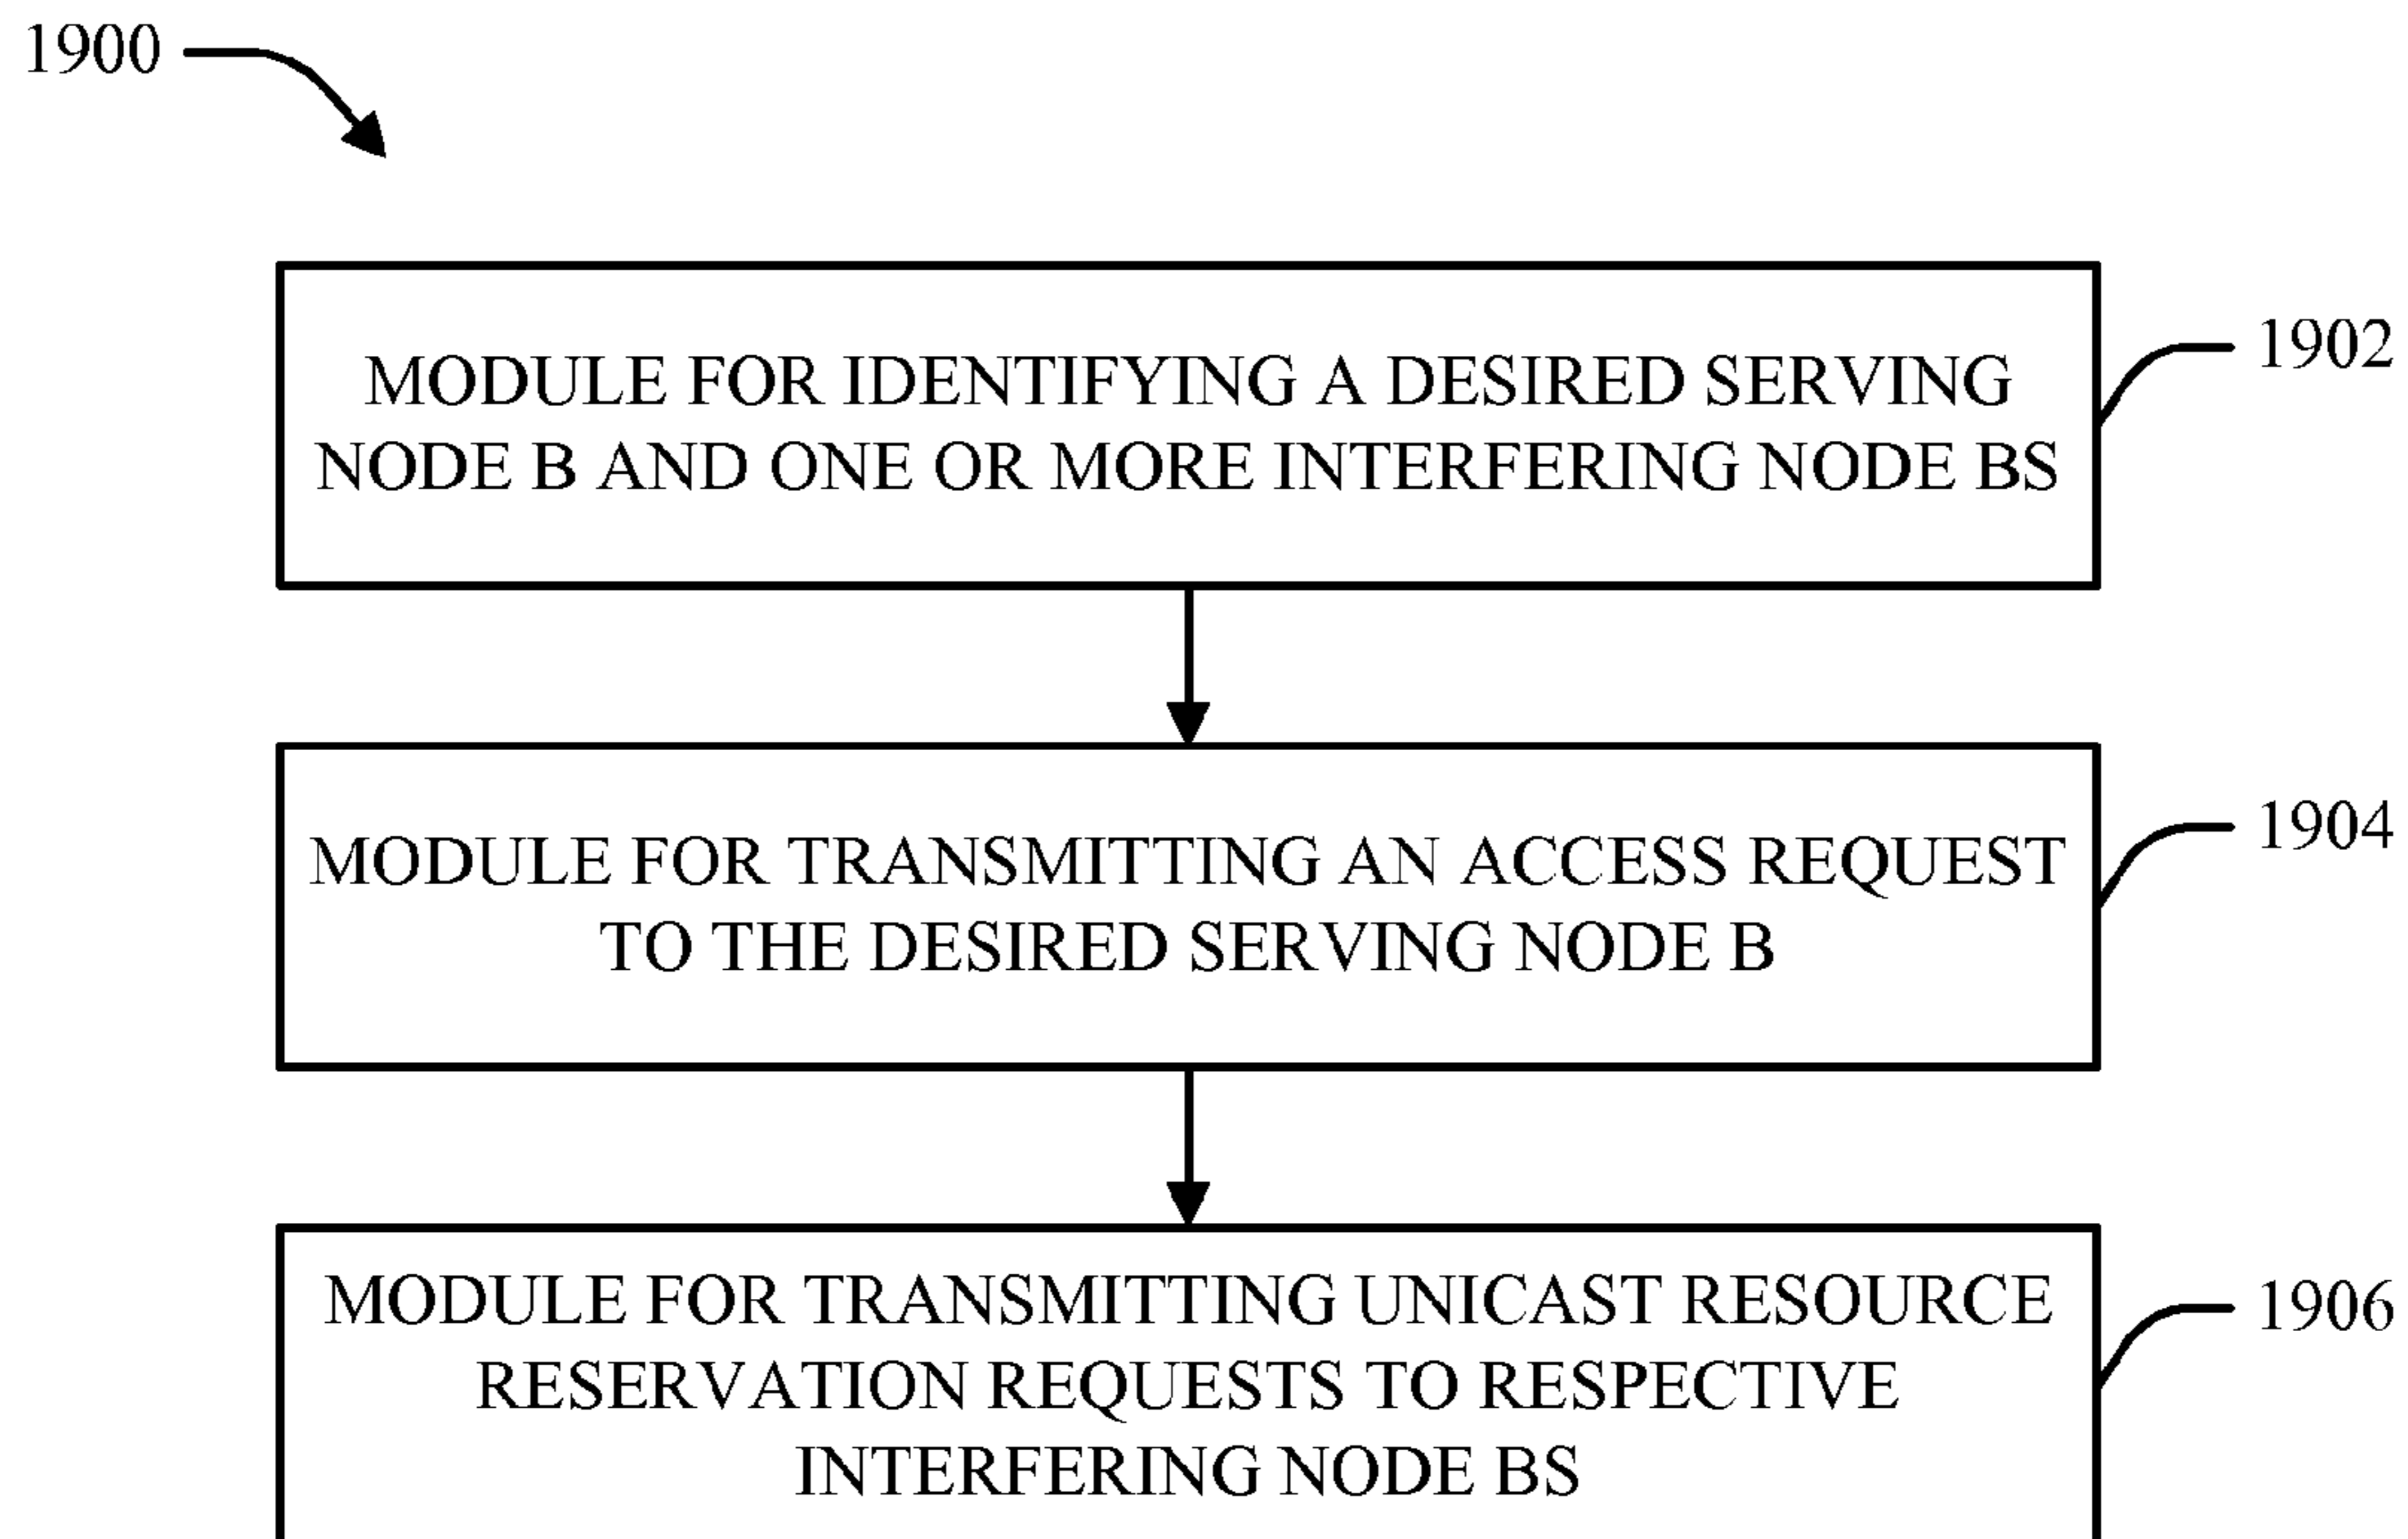 1900
MODULE FOR IDENTIFYING A DESIRED SERVING
NODE B AND ONE OR MORE INTERFERING NODE BS
1902
MODULE FOR TRANSMITTING AN ACCESS REQUEST
TO THE DESIRED SERVING NODE B
1904
MODULE FOR TRANSMITTING UNICAST RESOURCE
RESERVATION REQUESTS TO RESPECTIVE
INTERFERING NODE BS
1906